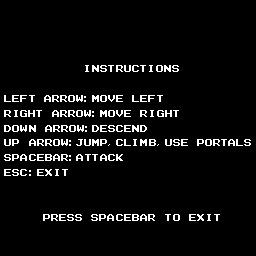 INSTRUCTIONS
LEFT ARROW: MOVE LEFT
RIGHT ARROW: MOVE RIGHT
DOWN ARROW: DESCEND
UP ARROW: JUMP, CLIMB, USE PORTALS
SPACEBAR: ATTACK
ESC: EXIT
PRESS SPACEBAR TO EXIT